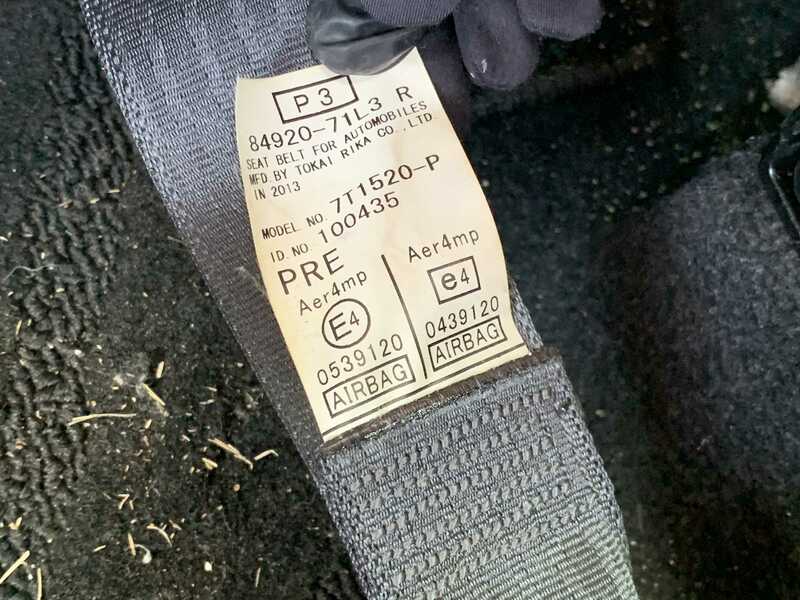 P3
84920-71L3 R
SEAT BELT FOR AUTOMOBILES
MFD. BY TOKAI RIKA CO., LTD.
IN 2013
MODEL NO. 7T1520-P
ID. NO. 100435
PRE
Aer4mp
E4
0539120
AIRBAG
Aer4mp
e4
0439120
AIRBAG